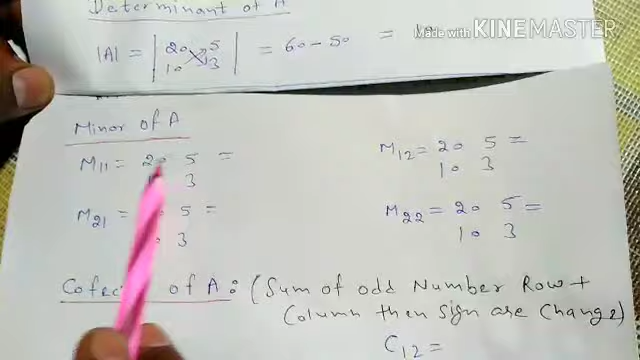 Determinant of A
|A| = | 20 5 | = 60 - 50 =
10 3
Made with KINEMASTER
Minor of A
M11 = 20 5 = M12 = 20 5 =
3 10 3
M21 = 5 = M22 = 20 5 =
3 10 3
of A : (Sum of odd Number Row +
Column then sign are change)
C12 =